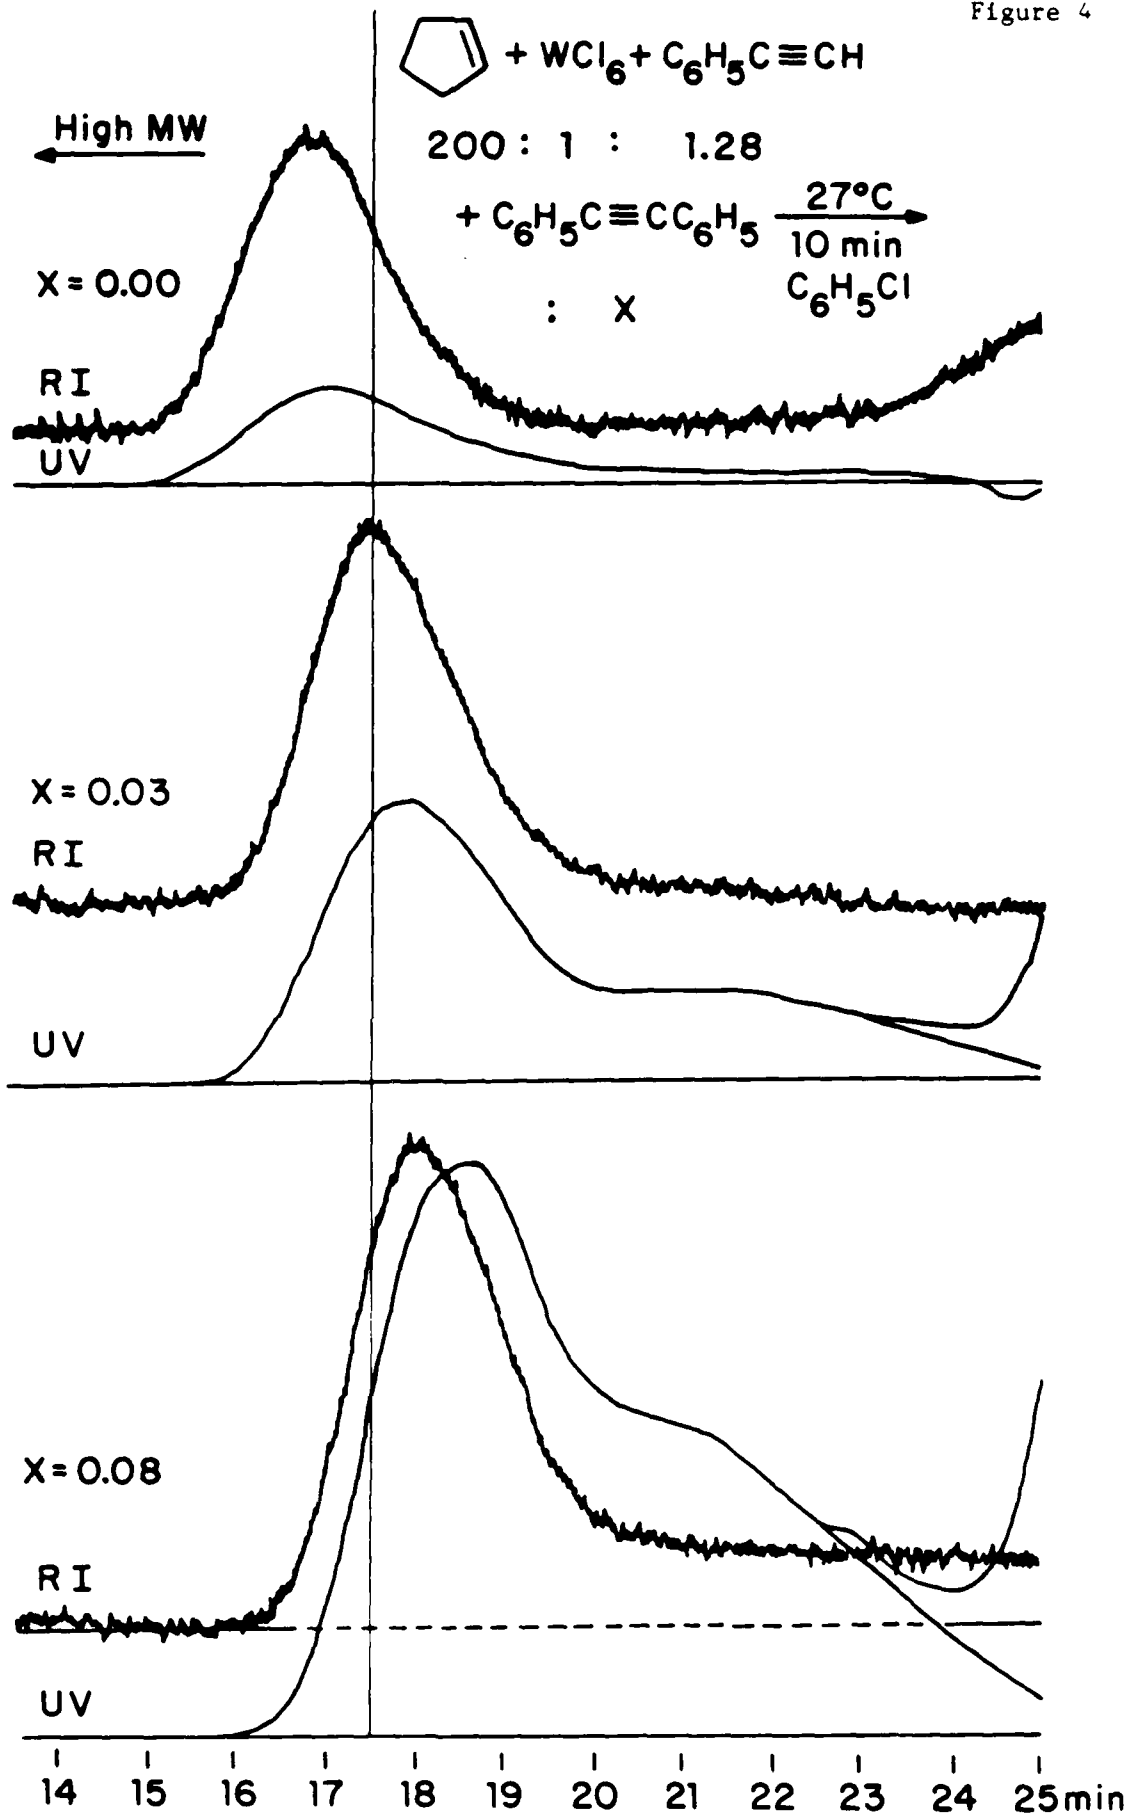 Figure 4
+ WCl₆ + C₆H₅C≡CH
High MW
200 : 1 : 1.28
+ C₆H₅C≡CC₆H₅
27°C
10 min
C₆H₅Cl
: X
X = 0.00
RI
UV
X = 0.03
RI
UV
X = 0.08
RI
UV
14 15 16 17 18 19 20 21 22 23 24 25 min